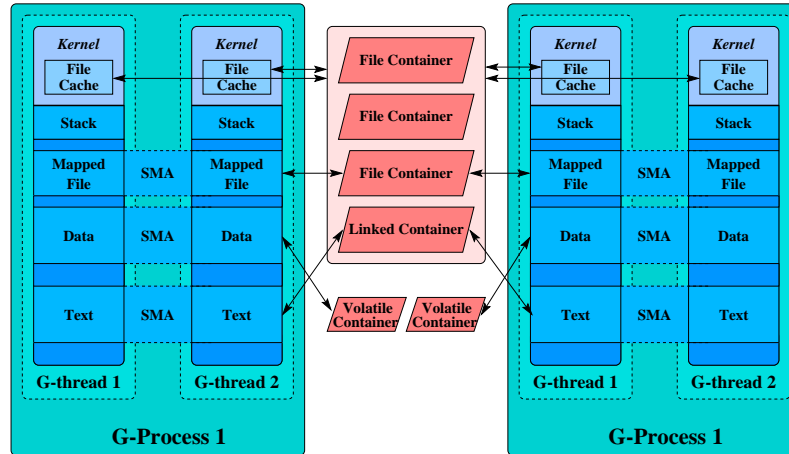 Kernel
File
Cache
Stack
Mapped
File
Data
Text
G-thread 1
SMA
SMA
SMA
Kernel
File
Cache
Stack
Mapped
File
Data
Text
G-thread 2
G-Process 1
File Container
File Container
File Container
Linked Container
Volatile
Container
Volatile
Container
Kernel
File
Cache
Stack
Mapped
File
Data
Text
G-thread 1
SMA
SMA
SMA
Kernel
File
Cache
Stack
Mapped
File
Data
Text
G-thread 2
G-Process 1